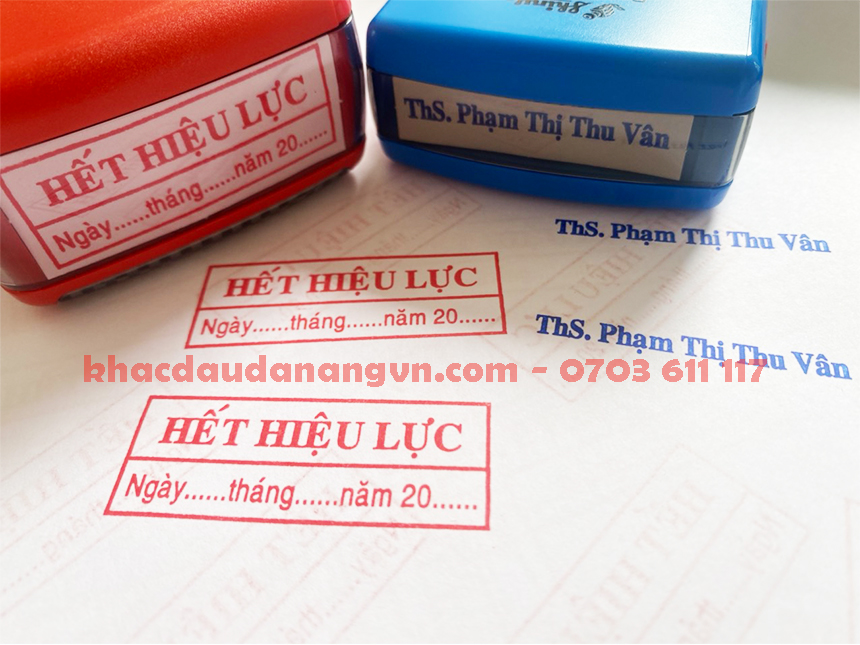 Shiny
HẾT HIỆU LỰC
Ngày......tháng......năm 20......
ThS. Phạm Thị Thu Vân
ThS. Phạm Thị Thu Vân
HẾT HIỆU LỰC
Ngày......tháng......năm 20......
ThS. Phạm Thị Thu Vân
khacdaudanangvn.com - 0703 611 117
HẾT HIỆU LỰC
Ngày......tháng......năm 20......